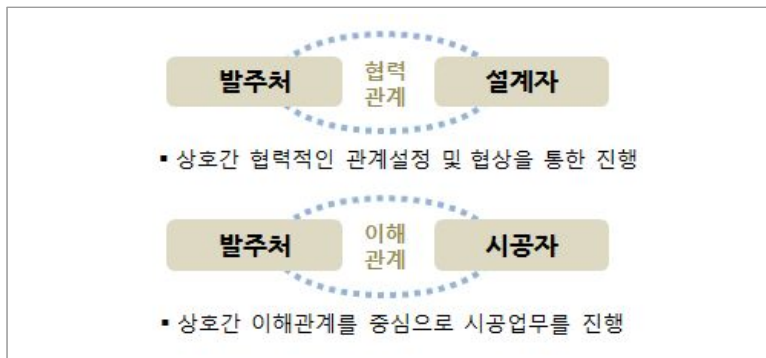 발주처 협력 관계 설계자
▪ 상호간 협력적인 관계설정 및 협상을 통한 진행
발주처 이해 관계 시공자
▪ 상호간 이해관계를 중심으로 시공업무를 진행